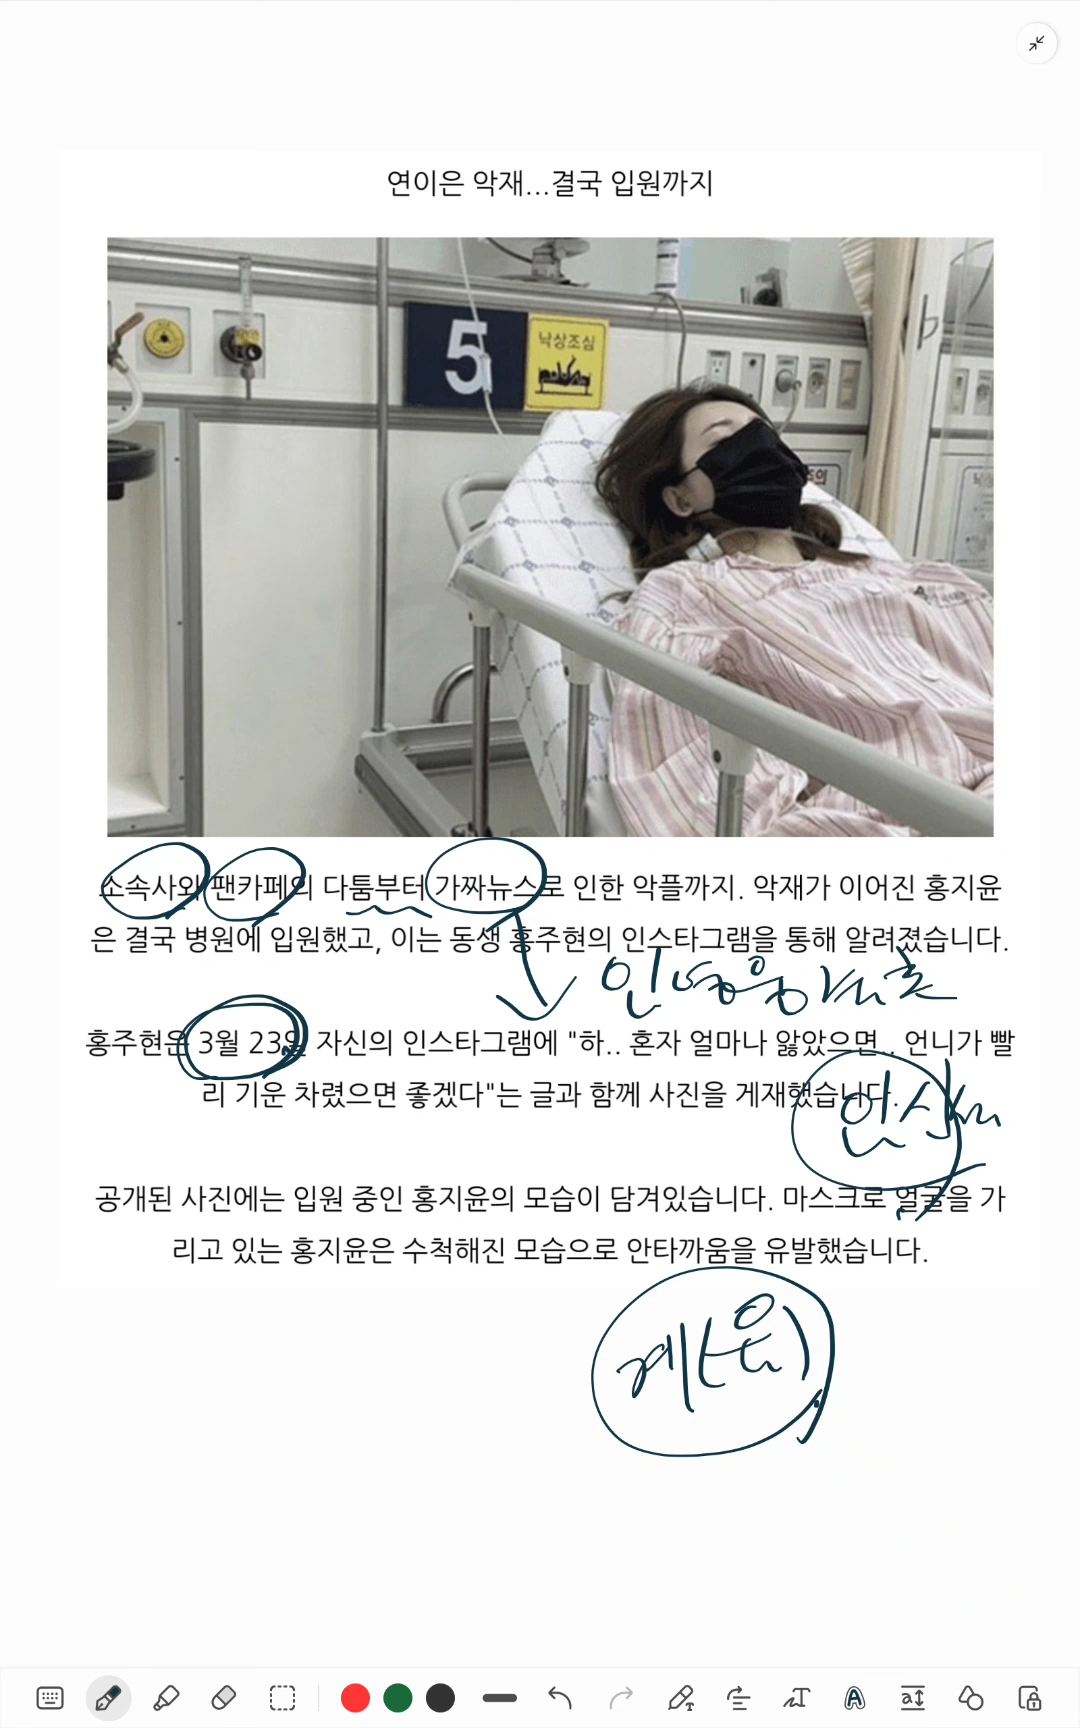 연이은 악재...결국 입원까지
5
낙상조심
소속사와 팬카페의 다툼부터 가짜뉴스로 인한 악플까지. 악재가 이어진 홍지윤
은 결국 병원에 입원했고, 이는 동생 홍주현의 인스타그램을 통해 알려졌습니다.
홍주현은 3월 23일 자신의 인스타그램에 "하.. 혼자 얼마나 앓았으면.. 언니가 빨
리 기운 차렸으면 좋겠다"는 글과 함께 사진을 게재했습니다.
공개된 사진에는 입원 중인 홍지윤의 모습이 담겨있습니다. 마스크로 얼굴을 가
리고 있는 홍지윤은 수척해진 모습으로 안타까움을 유발했습니다.